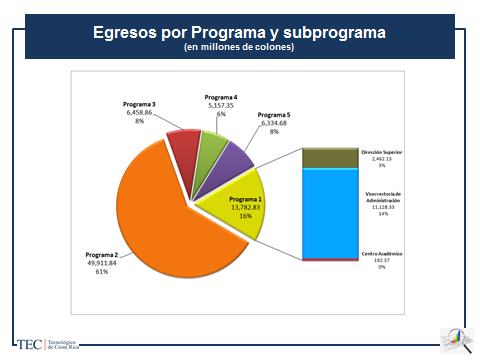 Egresos por Programa y subprograma
(en millones de colones)
Programa 4
5,157.35
6%
Programa 3
6,458.86
8%
Programa 5
6,334.68
8%
Dirección Superior
2,462.13
3%
Programa 1
13,782.83
16%
Vicerrectoría de
Administración
11,128.33
14%
Programa 2
49,911.84
61%
Centro Académico
192.37
0%
TEC
Tecnológico
de Costa Rica